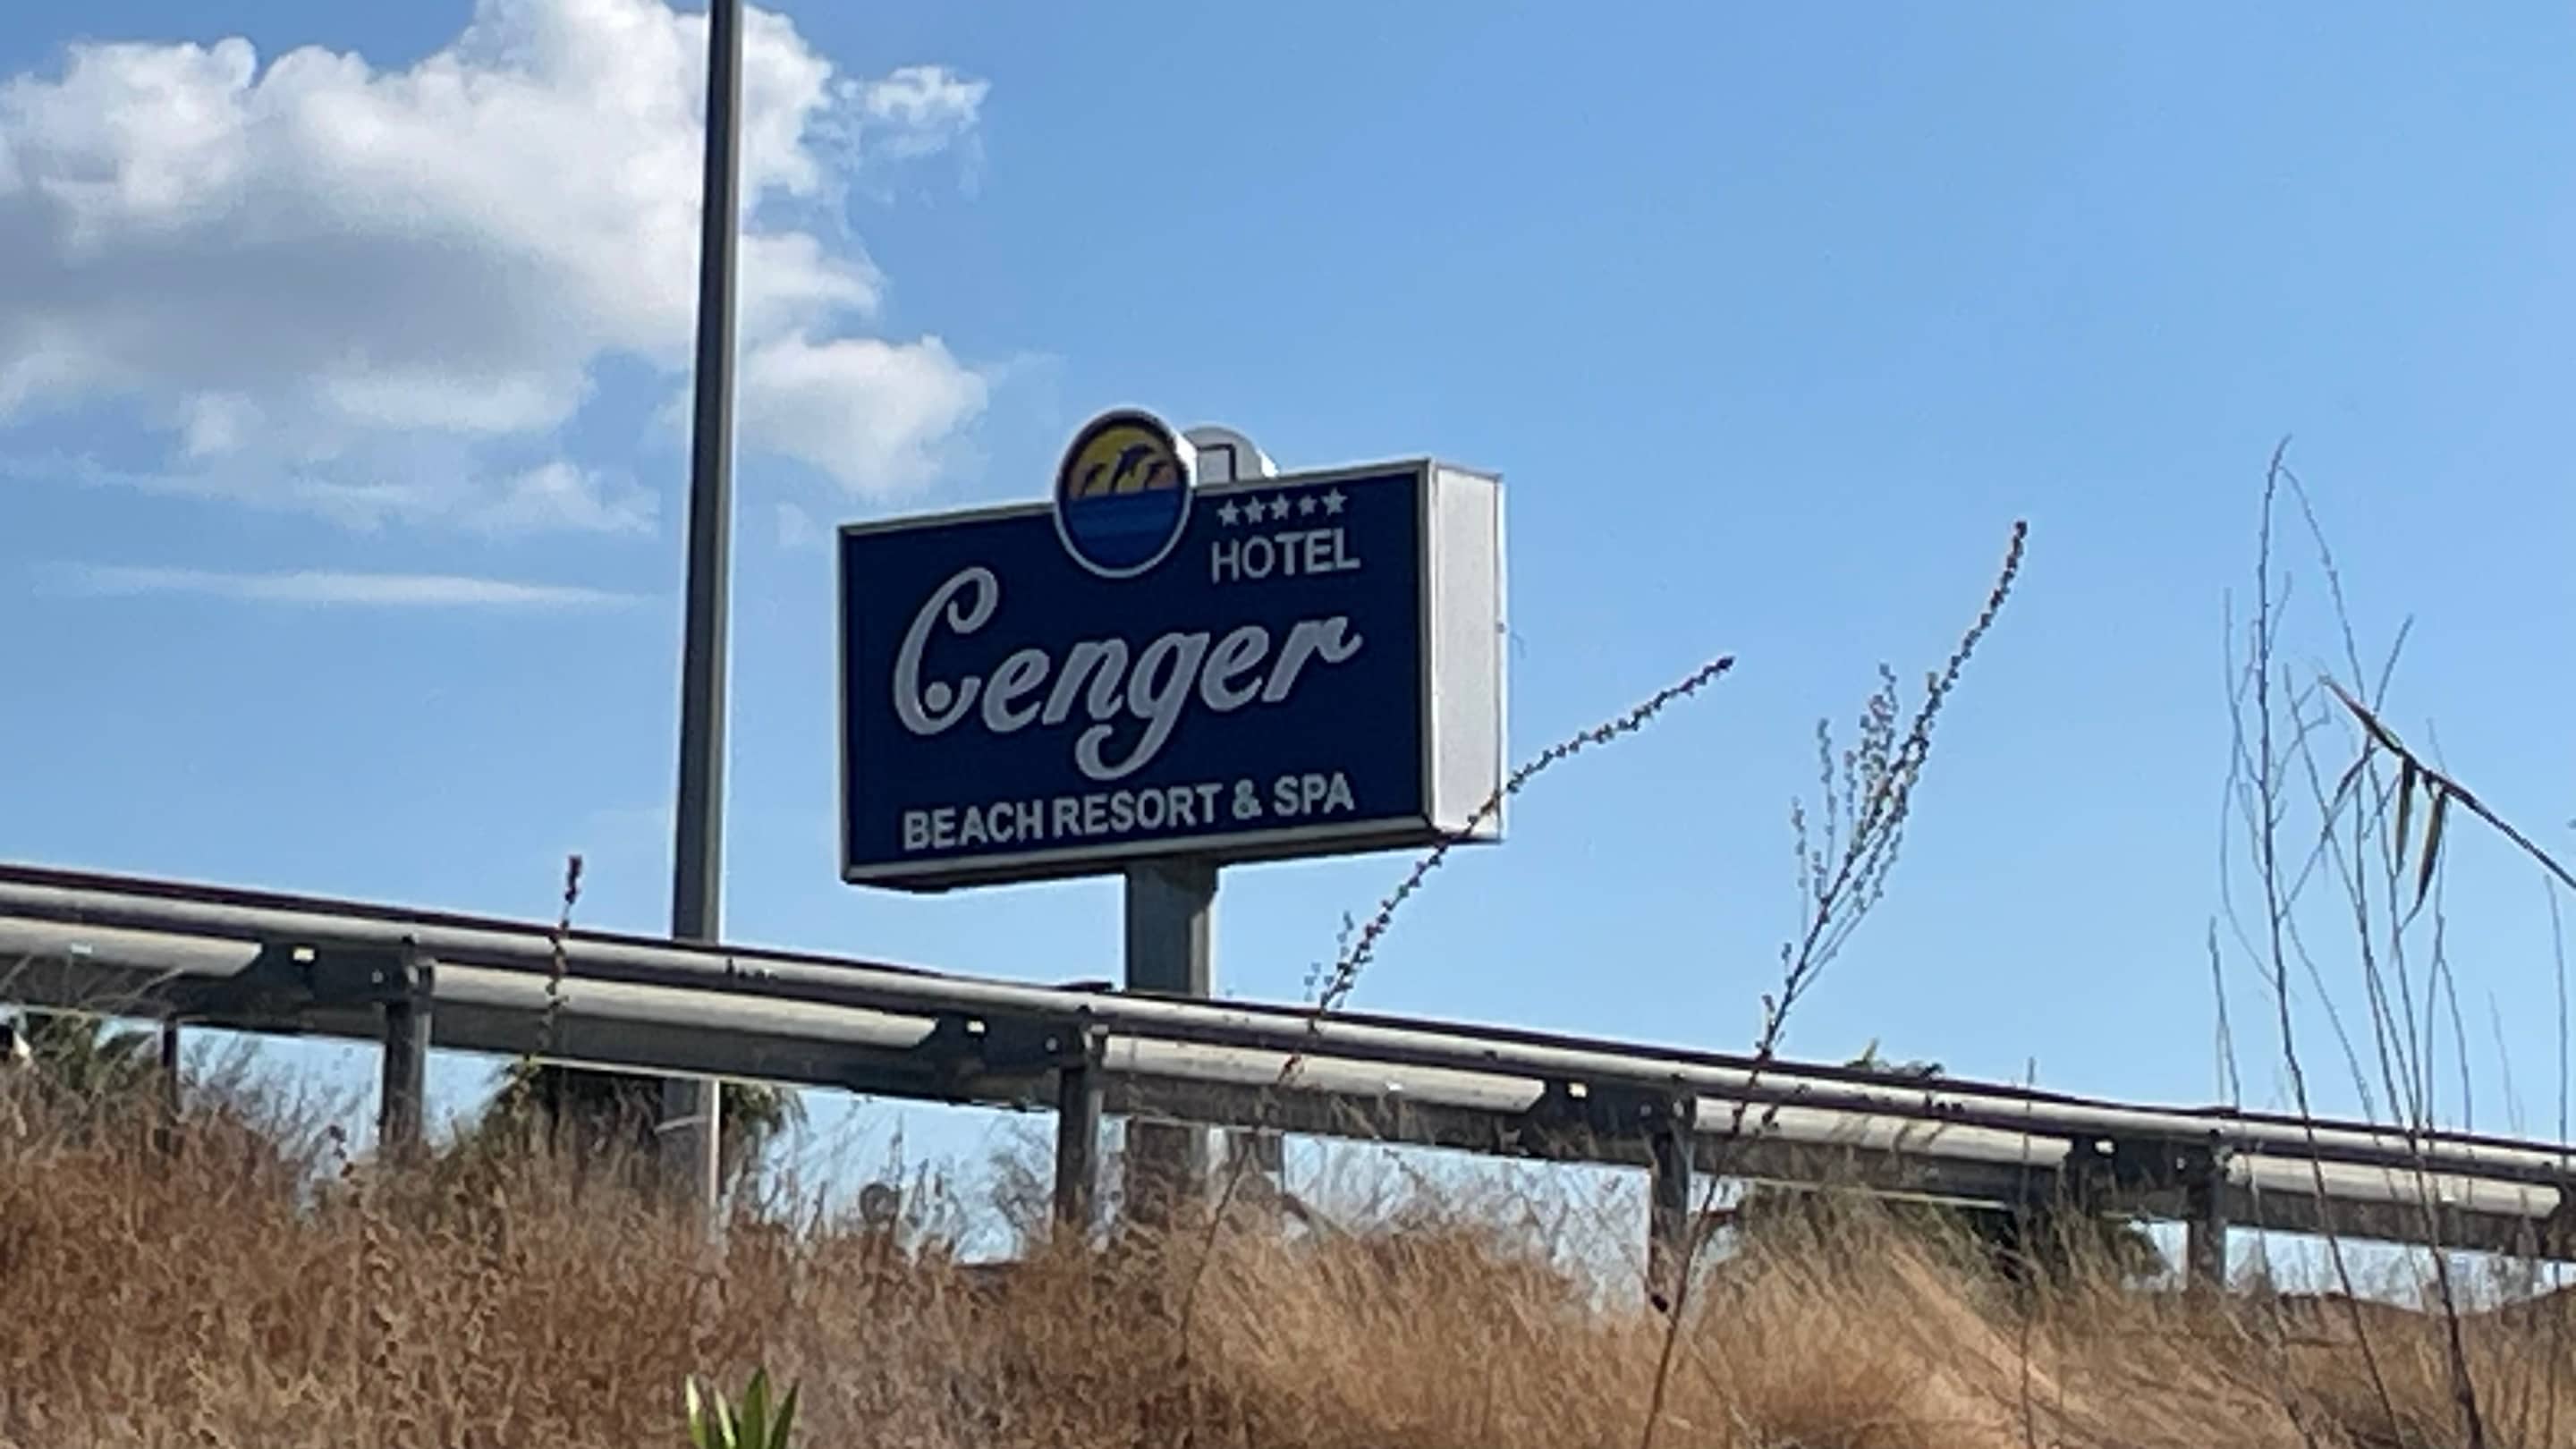 HOTEL
Cenger
BEACH RESORT & SPA